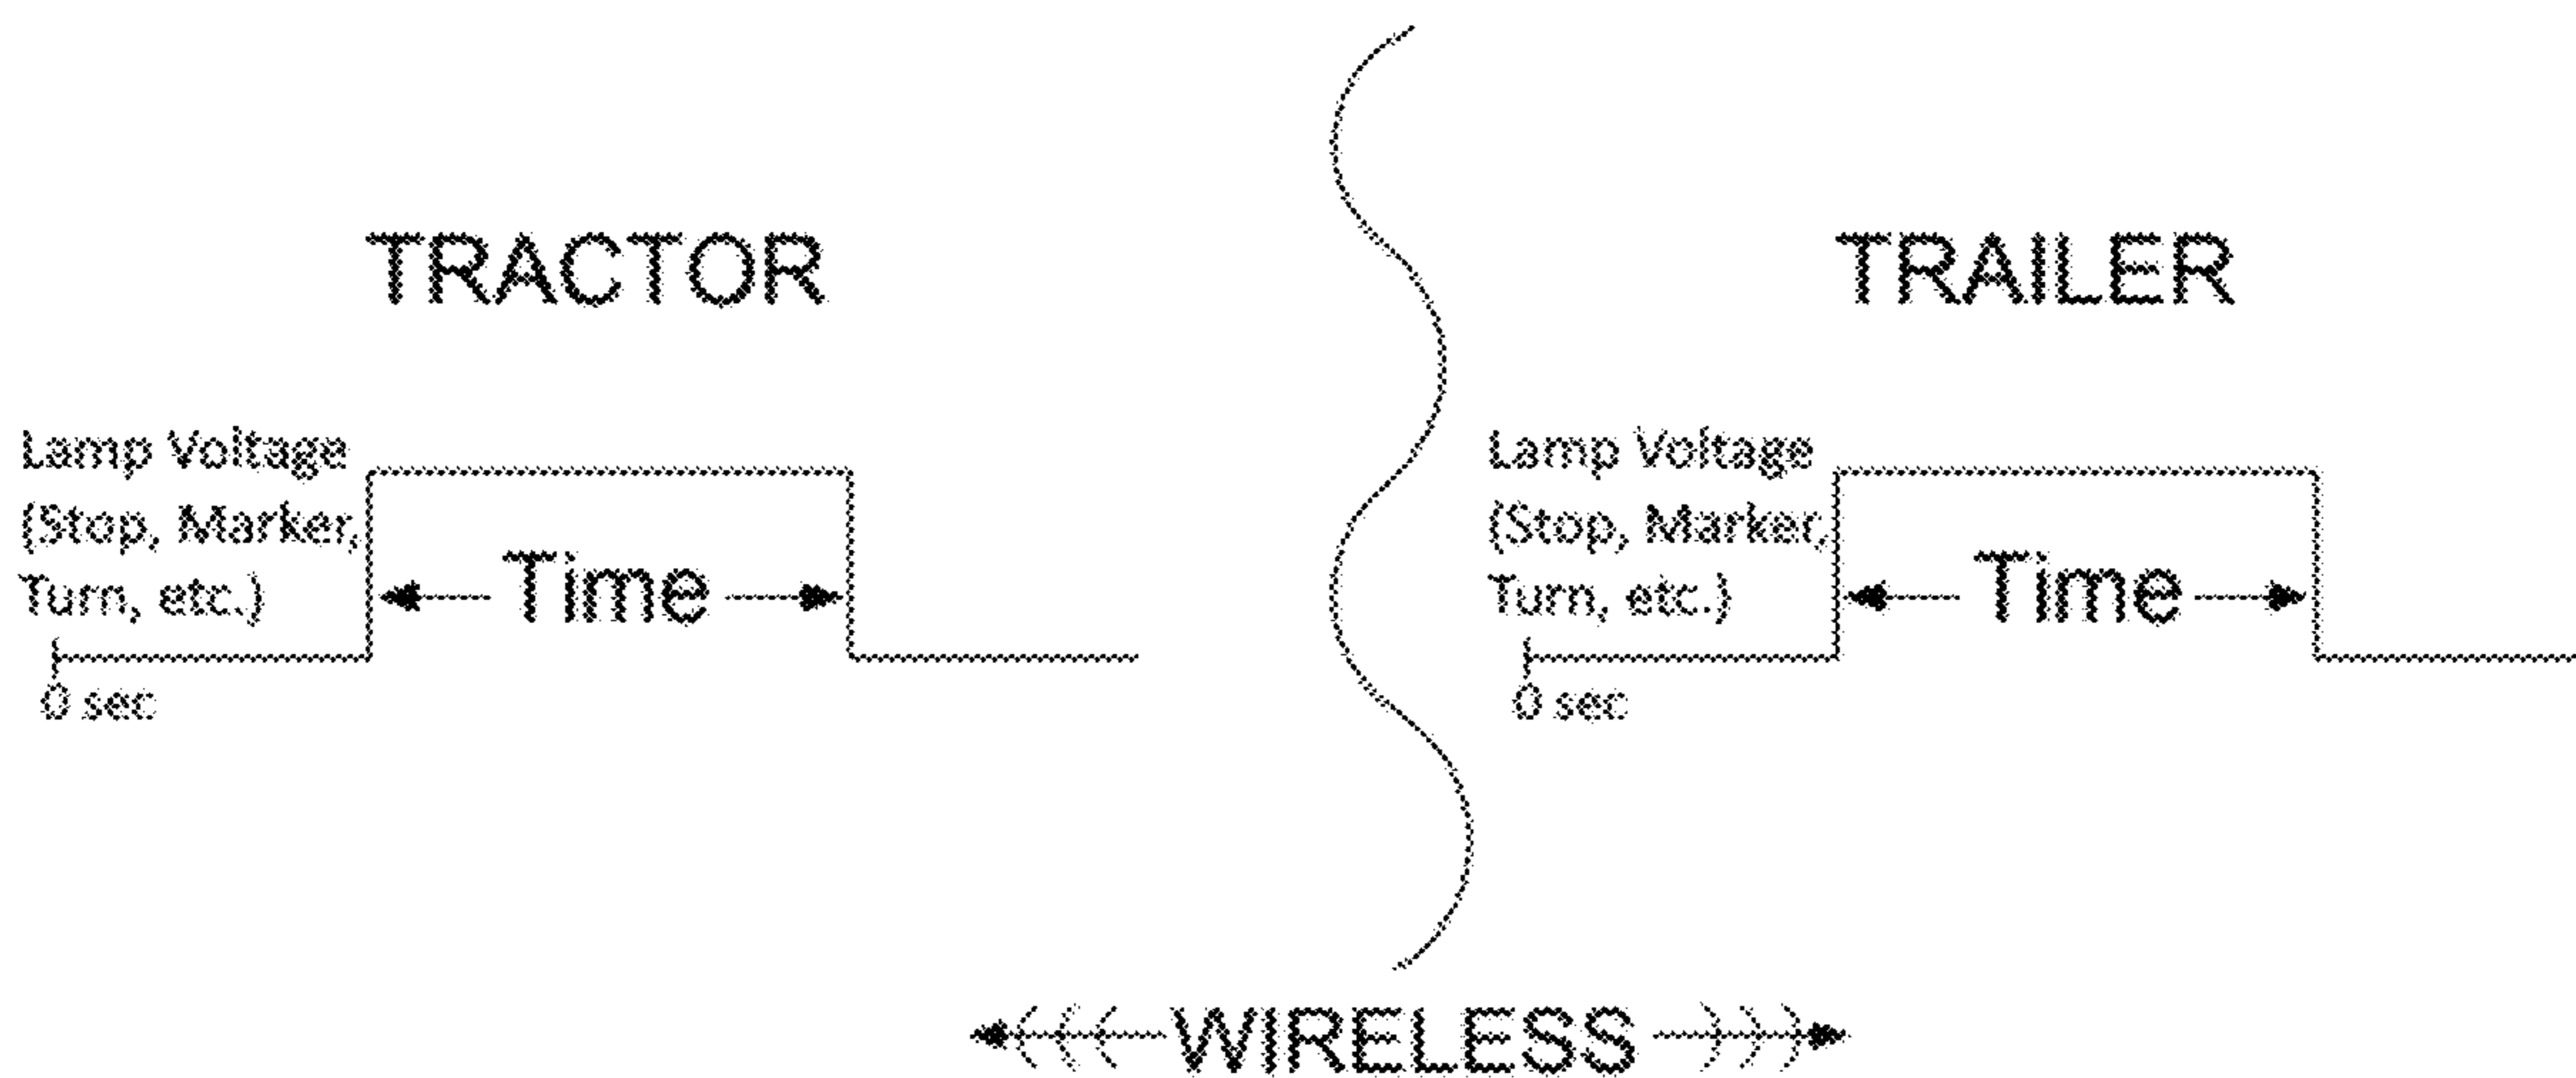 TRACTOR
Lamp Voltage
(Stop, Marker,
Turn, etc.)
Time
0 sec
TRAILER
Lamp Voltage
(Stop, Marker,
Turn, etc.)
Time
0 sec
WIRELESS